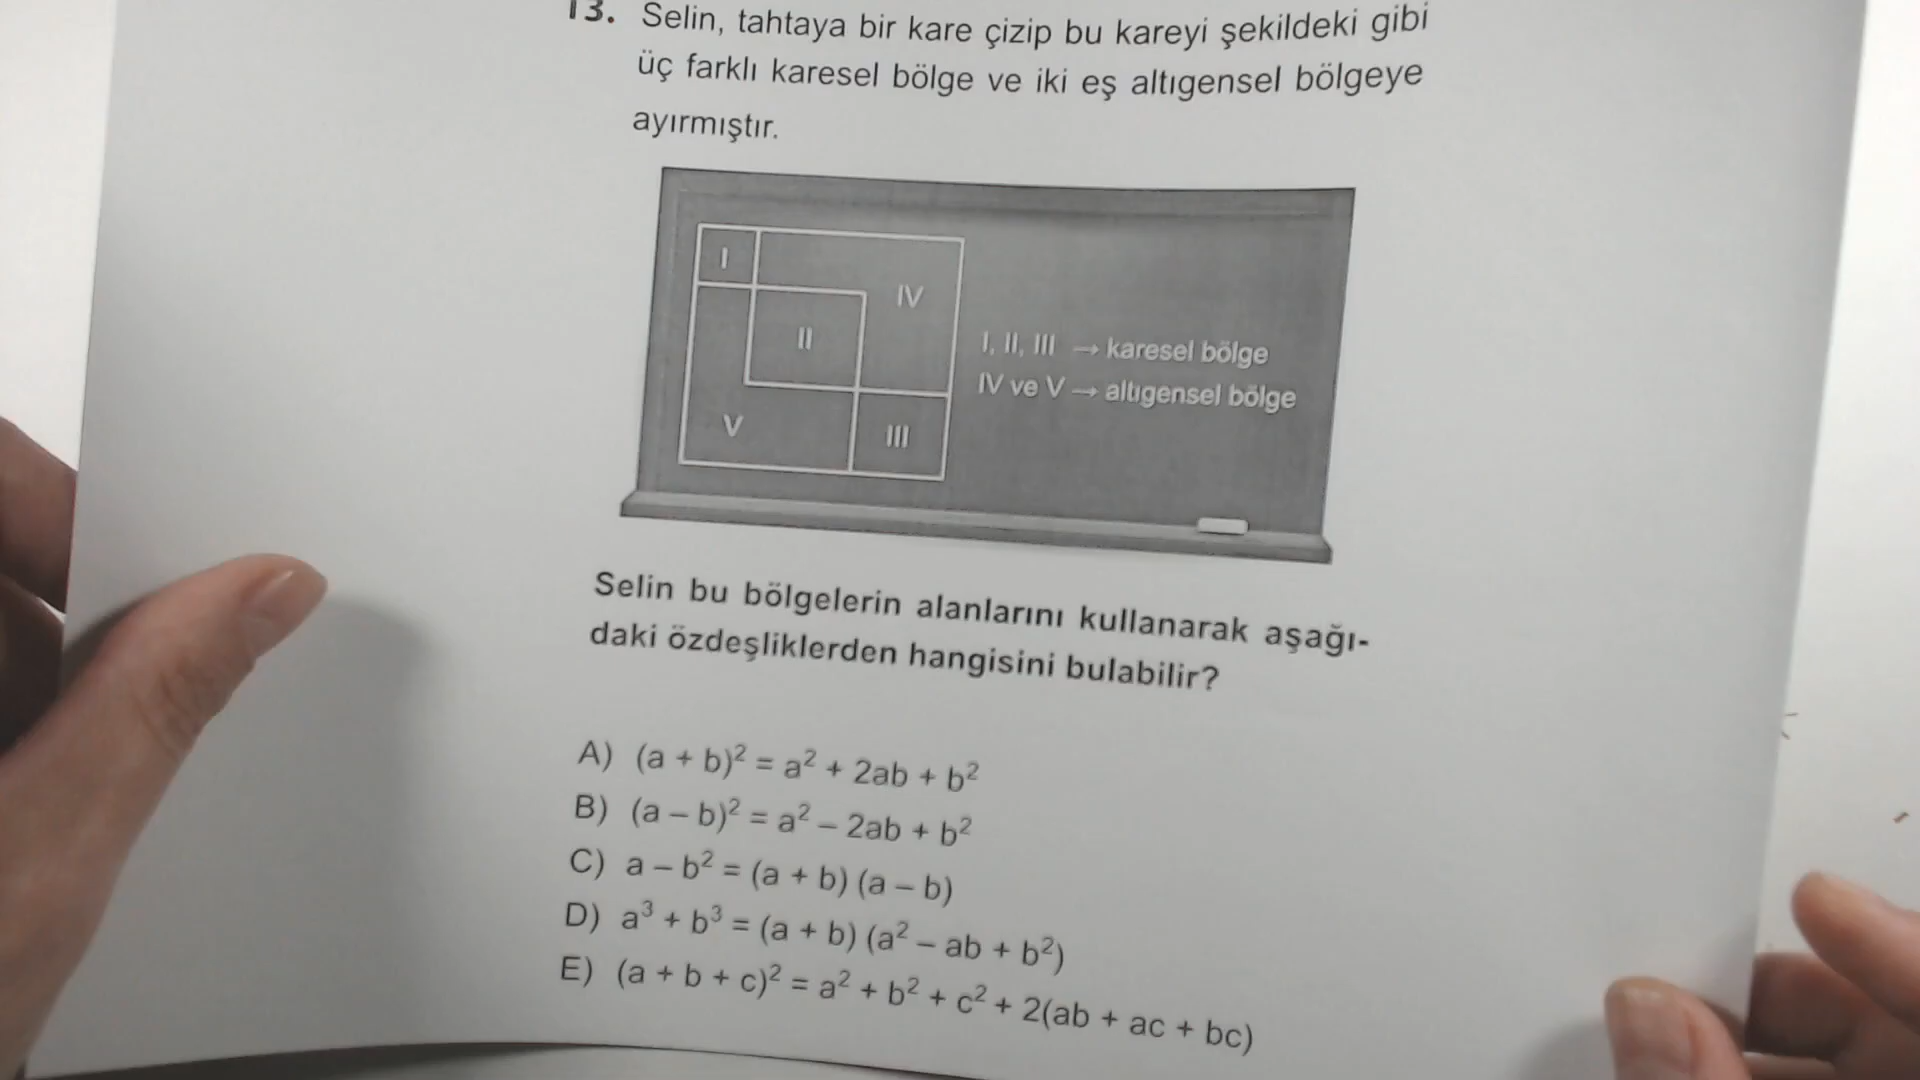 13. Selin, tahtaya bir kare çizip bu kareyi şekildeki gibi
üç farklı karesel bölge ve iki eş altıgensel bölgeye
ayırmıştır.
I
IV
II
V
III
I, II, III → karesel bölge
IV ve V → altıgensel bölge
Selin bu bölgelerin alanlarını kullanarak aşağı-
daki özdeşliklerden hangisini bulabilir?
A) (a + b)² = a² + 2ab + b²
B) (a – b)² = a² – 2ab + b²
C) a – b² = (a + b) (a – b)
D) a³ + b³ = (a + b) (a² – ab + b²)
E) (a + b + c)² = a² + b² + c² + 2(ab + ac + bc)